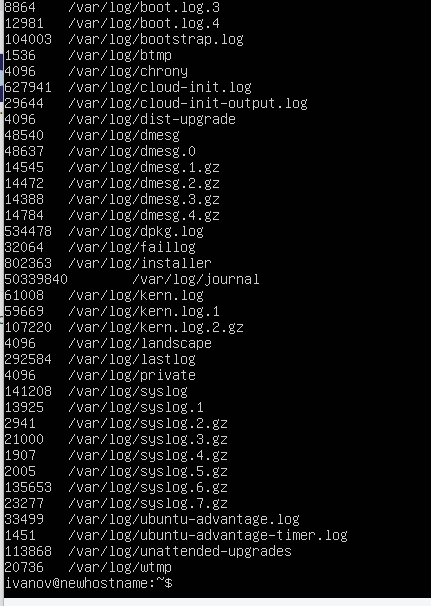 8864    /var/log/boot.log.3
12981   /var/log/boot.log.4
104003  /var/log/bootstrap.log
1536    /var/log/btmp
4096    /var/log/chrony
627941  /var/log/cloud-init.log
29644   /var/log/cloud-init-output.log
4096    /var/log/dist-upgrade
48540   /var/log/dmesg
48637   /var/log/dmesg.0
14545   /var/log/dmesg.1.gz
14472   /var/log/dmesg.2.gz
14388   /var/log/dmesg.3.gz
14784   /var/log/dmesg.4.gz
534478  /var/log/dpkg.log
32064   /var/log/faillog
802363  /var/log/installer
50339840        /var/log/journal
61008   /var/log/kern.log
59669   /var/log/kern.log.1
107220  /var/log/kern.log.2.gz
4096    /var/log/landscape
292584  /var/log/lastlog
4096    /var/log/private
141208  /var/log/syslog
13925   /var/log/syslog.1
2941    /var/log/syslog.2.gz
21000   /var/log/syslog.3.gz
1907    /var/log/syslog.4.gz
2005    /var/log/syslog.5.gz
135653  /var/log/syslog.6.gz
23277   /var/log/syslog.7.gz
33499   /var/log/ubuntu-advantage.log
1451    /var/log/ubuntu-advantage-timer.log
113868  /var/log/unattended-upgrades
20736   /var/log/wtmp
ivanov@newhostname:~$